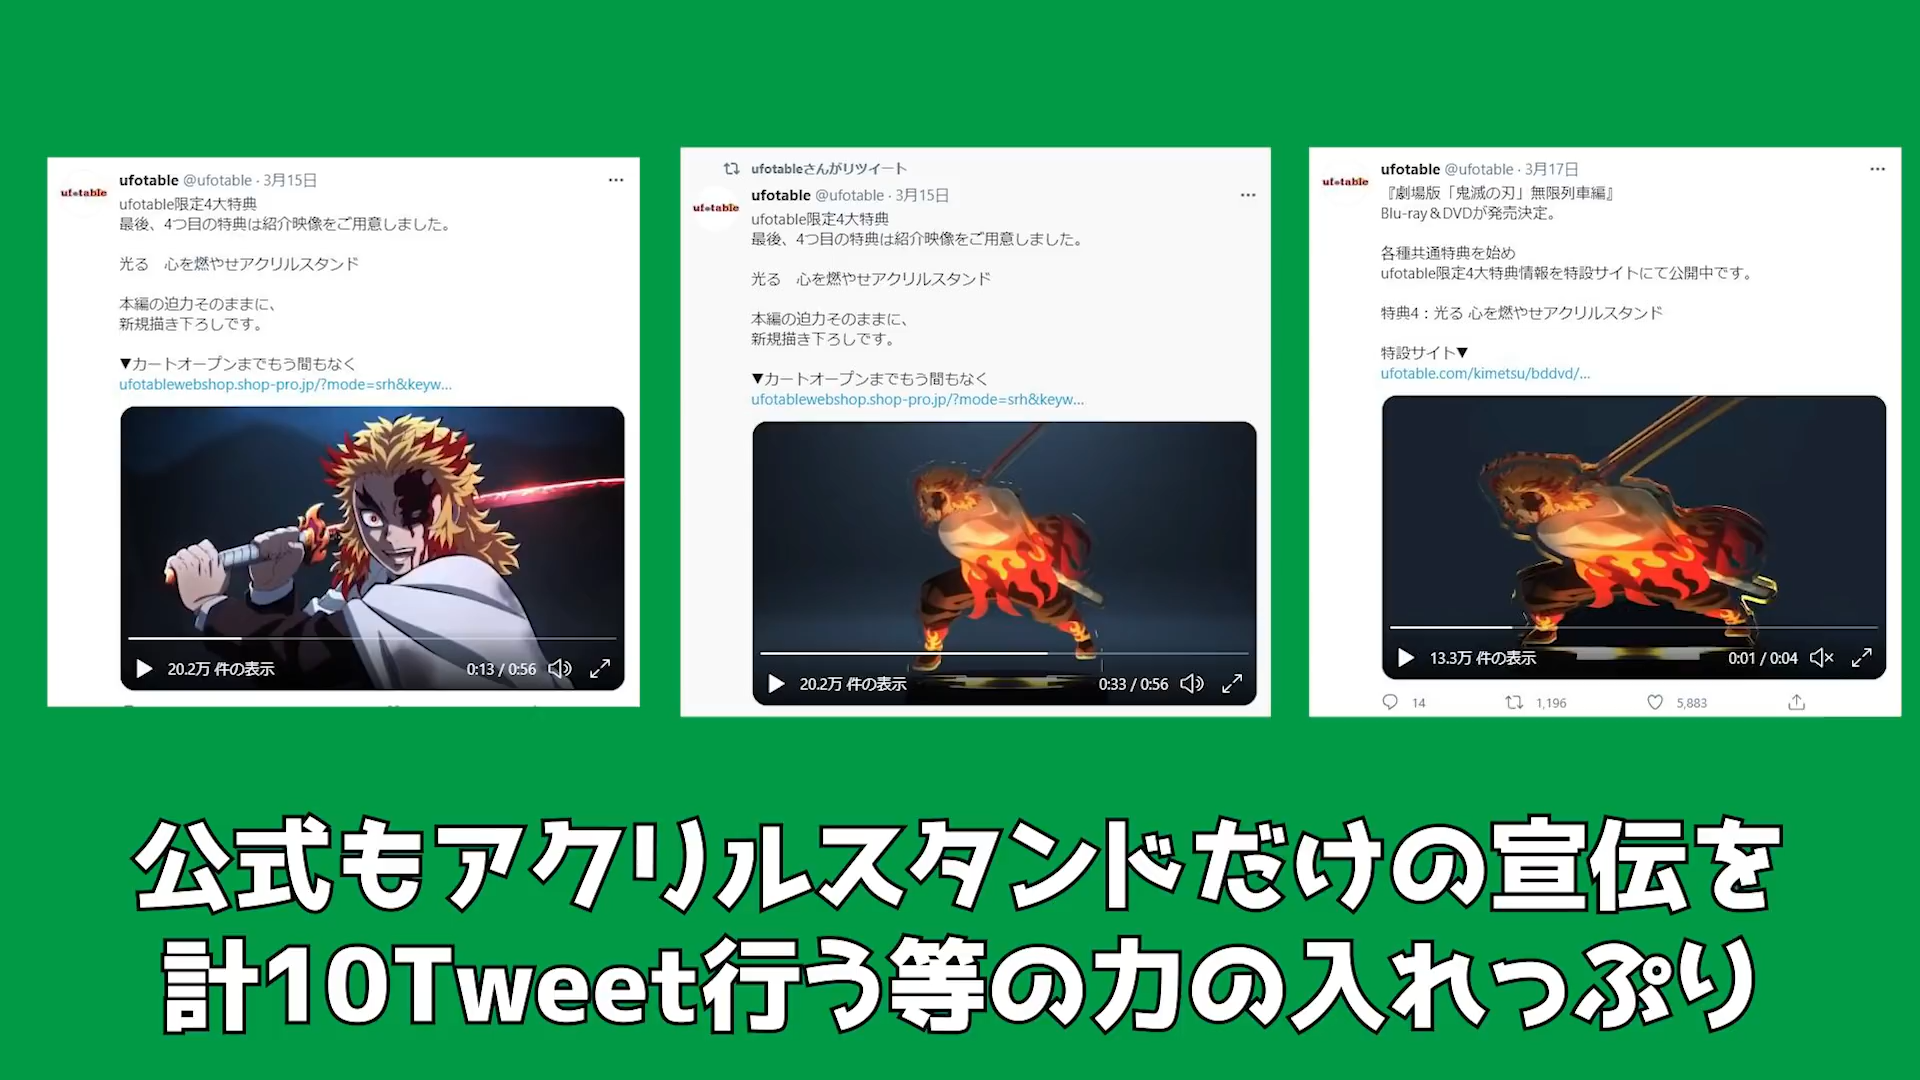 ufotable @ufotable · 3月15日
ufotable
ufotable限定4大特典
最後、4つ目の特典は紹介映像をご用意しました。
光る　心を燃やせアクリルスタンド
本編の迫力そのままに、
新規描き下ろしです。
▼カートオープンまでもう間もなく
ufotablewebshop.shop-pro.jp/?mode=srh&keyw...
20.2万 件の表示
0:13 / 0:56
ufotableさんがリツイート
ufotable @ufotable · 3月15日
ufotable
ufotable限定4大特典
最後、4つ目の特典は紹介映像をご用意しました。
光る　心を燃やせアクリルスタンド
本編の迫力そのままに、
新規描き下ろしです。
▼カートオープンまでもう間もなく
ufotablewebshop.shop-pro.jp/?mode=srh&keyw...
20.2万 件の表示
0:33 / 0:56
ufotable @ufotable · 3月17日
ufotable
『劇場版「鬼滅の刃」無限列車編』
Blu-ray＆DVDが発売決定。
各種共通特典を始め
ufotable限定4大特典情報を特設サイトにて公開中です。
特典4：光る 心を燃やせアクリルスタンド
特設サイト▼
ufotable.com/kimetsu/bddvd/...
13.3万 件の表示
0:01 / 0:04
14
1,196
5,883
公式もアクリルスタンドだけの宣伝を
計10Tweet行う等の力の入れっぷり